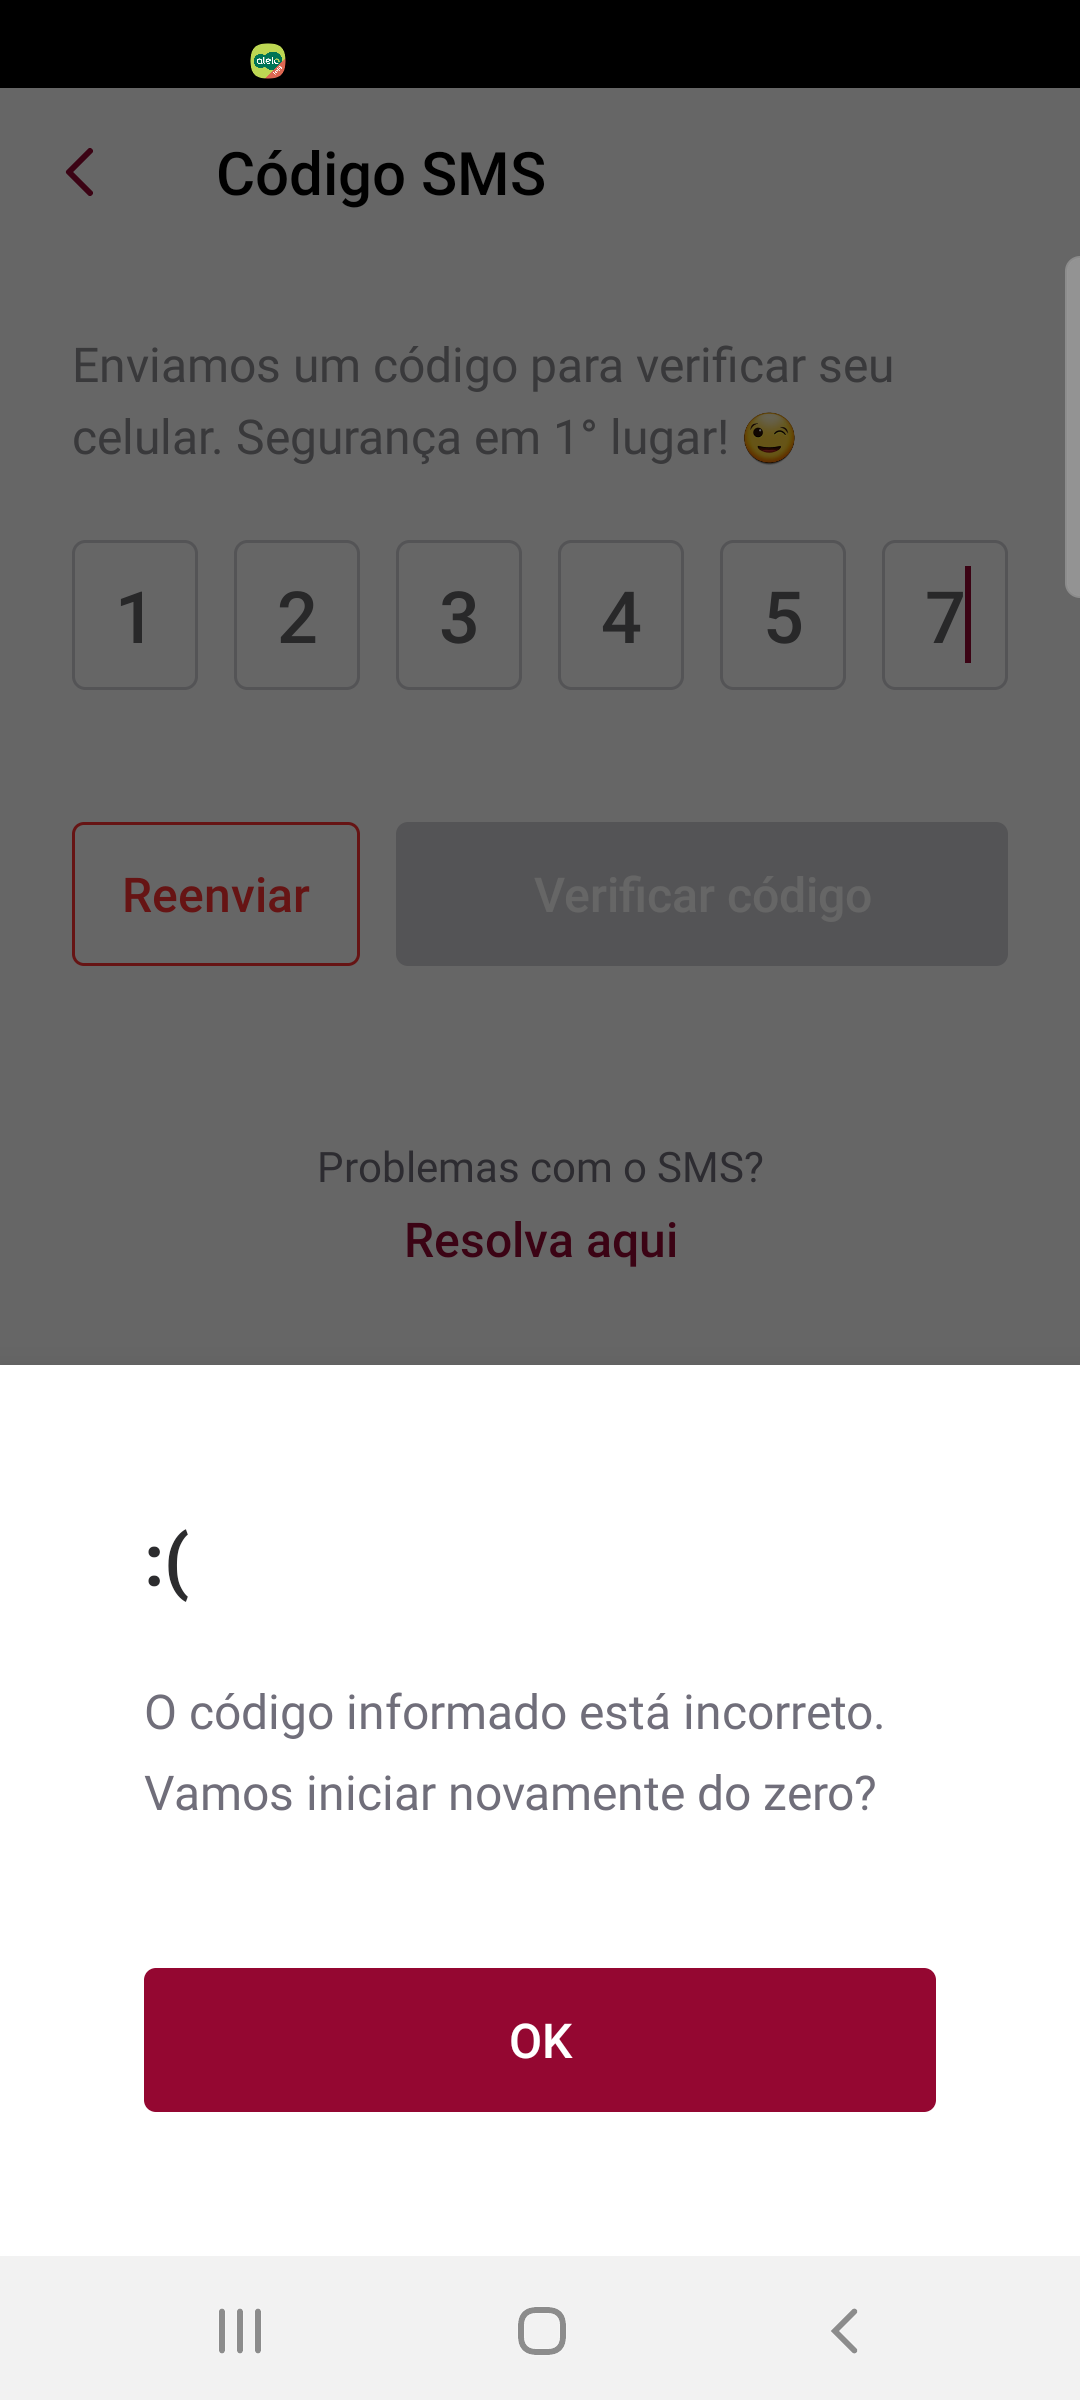 alelo
Código SMS
Enviamos um código para verificar seu
celular. Segurança em 1° lugar! 😉
1 2 3 4 5 7
Reenviar
Verificar código
Problemas com o SMS?
Resolva aqui
:(
O código informado está incorreto.
Vamos iniciar novamente do zero?
OK